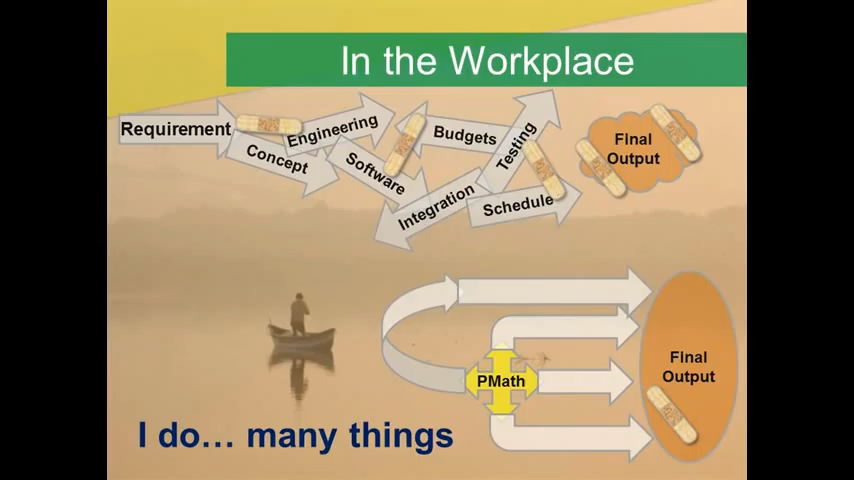 In the Workplace
Requirement
Concept
Engineering
Software
Budgets
Integration
Testing
Schedule
Final
Output
PMath
Final
Output
I do… many things